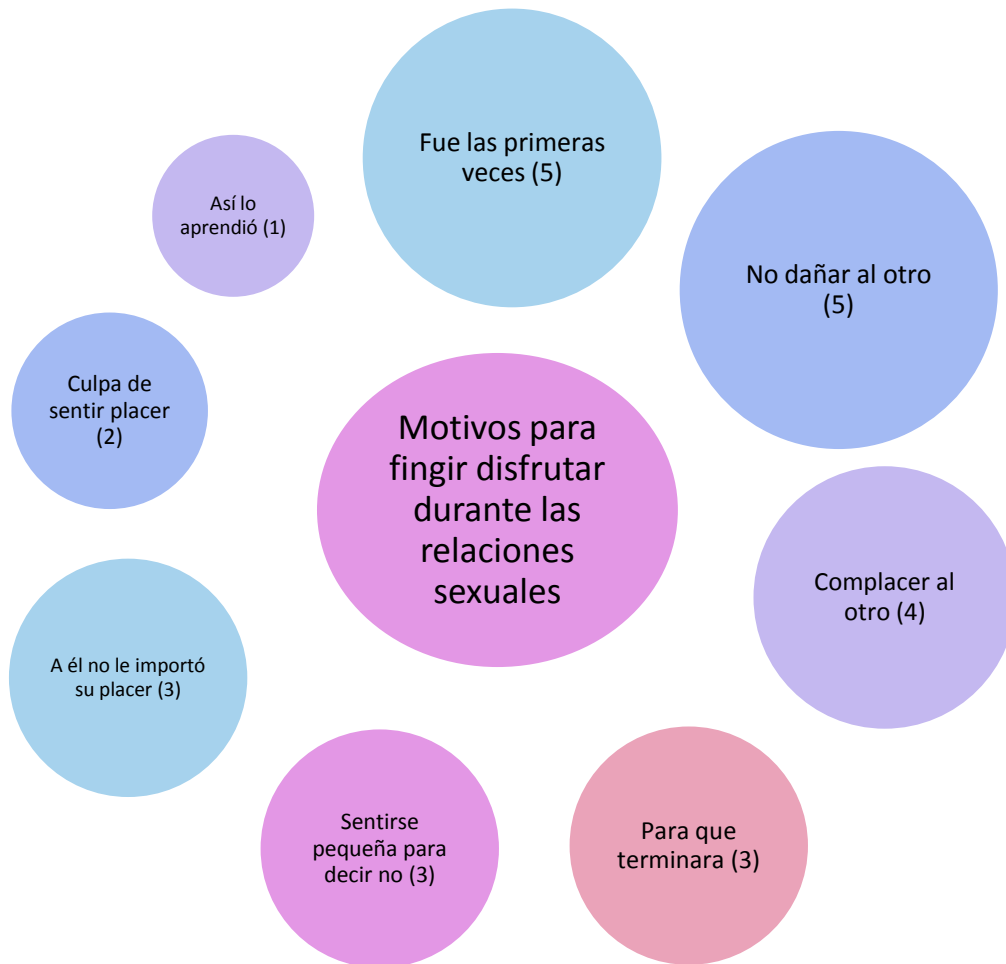 Fue las primeras
veces (5)
No dañar al otro
(5)
Complacer al
otro (4)
Para que
terminara (3)
Sentirse
pequeña para
decir no (3)
A él no le importó
su placer (3)
Culpa de
sentir placer
(2)
Así lo
aprendió (1)
Motivos para
fingir disfrutar
durante las
relaciones
sexuales